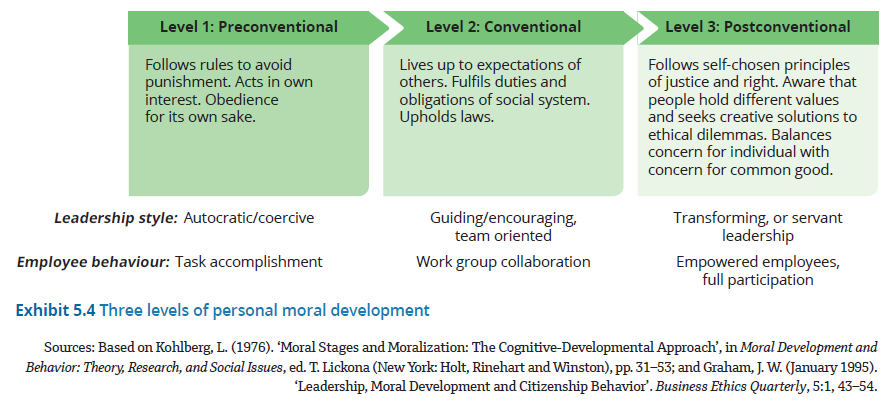 Level 1: Preconventional
Level 2: Conventional
Level 3: Postconventional
Follows rules to avoid
punishment. Acts in own
interest. Obedience
for its own sake.
Lives up to expectations of
others. Fulfils duties and
obligations of social system.
Upholds laws.
Follows self-chosen principles
of justice and right. Aware that
people hold different values
and seeks creative solutions to
ethical dilemmas. Balances
concern for individual with
concern for common good.
Leadership style: Autocratic/coercive
Guiding/encouraging,
team oriented
Transforming, or servant
leadership
Employee behaviour: Task accomplishment
Work group collaboration
Empowered employees,
full participation
Exhibit 5.4 Three levels of personal moral development
Sources: Based on Kohlberg, L. (1976). ‘Moral Stages and Moralization: The Cognitive-Developmental Approach’, in Moral Development and
Behavior: Theory, Research, and Social Issues, ed. T. Lickona (New York: Holt, Rinehart and Winston), pp. 31–53; and Graham, J. W. (January 1995).
‘Leadership, Moral Development and Citizenship Behavior’. Business Ethics Quarterly, 5:1, 43–54.